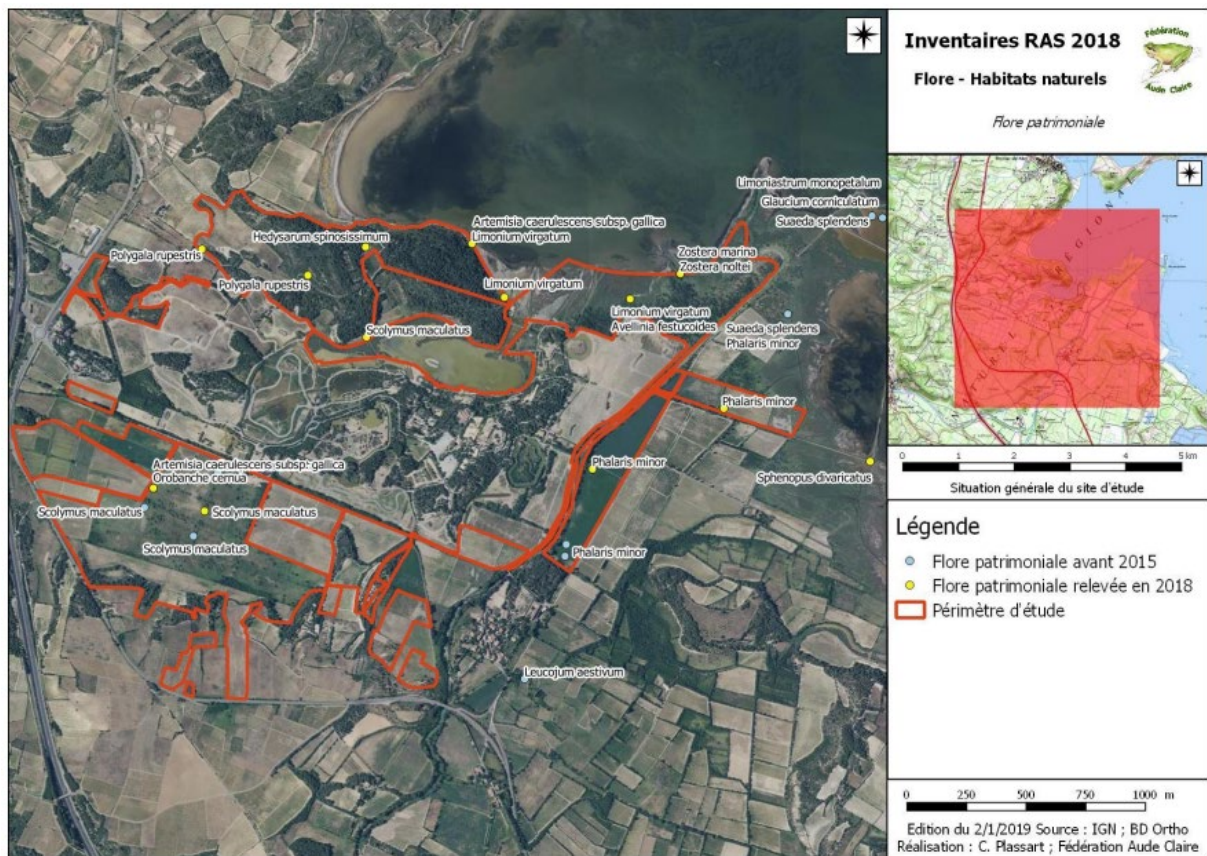 Polygala rupestris
Hedysarum spinosissimum
Artemisia caerulescens subsp. gallica
Limonium virgatum
Polygala rupestris
Limonium virgatum
Scolymus maculatus
Limoniastrum monopetalum
Glaucium corniculatum
Suaeda splendens
Zostera marina
Zostera noltei
Limonium virgatum
Avellinia festucoides
Suaeda splendens
Phalaris minor
Phalaris minor
Phalaris minor
Sphenopus divaricatus
Artemisia caerulescens subsp. gallica
Orobanche cernua
Scolymus maculatus
Scolymus maculatus
Scolymus maculatus
Phalaris minor
Leucojum aestivum
Inventaires RAS 2018
Flore - Habitats naturels
Flore patrimoniale
Fédération
Aude Claire
0 1 2 3 4 5 km
Situation générale du site d'étude
Légende
Flore patrimoniale avant 2015
Flore patrimoniale relevée en 2018
Périmètre d'étude
0 250 500 750 1000 m
Edition du 2/1/2019 Source : IGN ; BD Ortho
Réalisation : C. Plassart ; Fédération Aude Claire